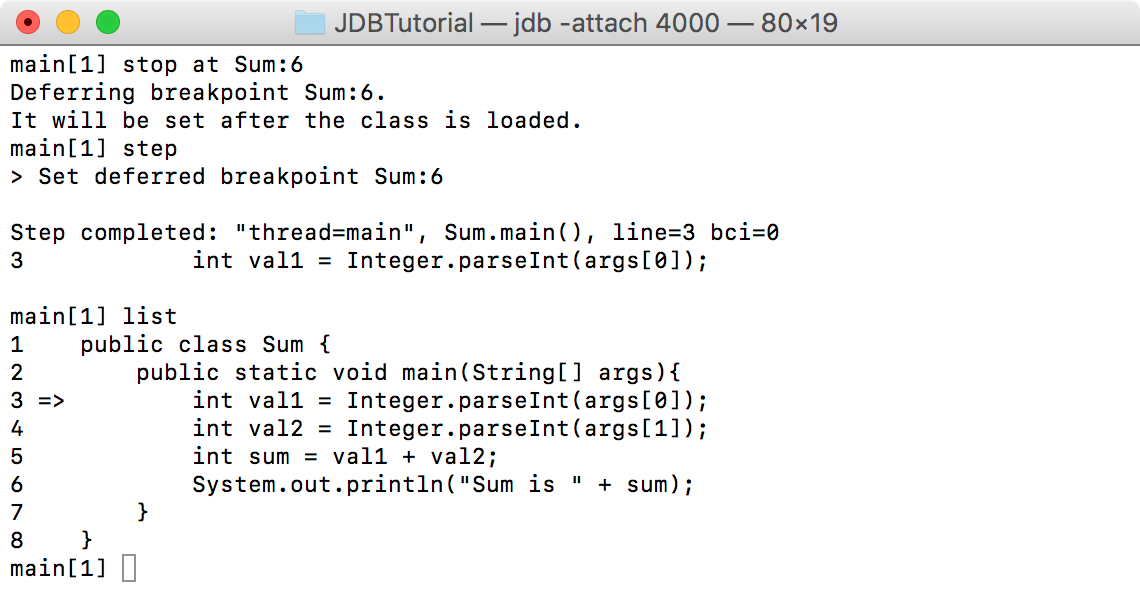 JDBTutorial — jdb -attach 4000 — 80×19
main[1] stop at Sum:6
Deferring breakpoint Sum:6.
It will be set after the class is loaded.
main[1] step
> Set deferred breakpoint Sum:6

Step completed: "thread=main", Sum.main(), line=3 bci=0
3            int val1 = Integer.parseInt(args[0]);

main[1] list
1    public class Sum {
2        public static void main(String[] args){
3 =>         int val1 = Integer.parseInt(args[0]);
4            int val2 = Integer.parseInt(args[1]);
5            int sum = val1 + val2;
6            System.out.println("Sum is " + sum);
7        }
8    }
main[1]